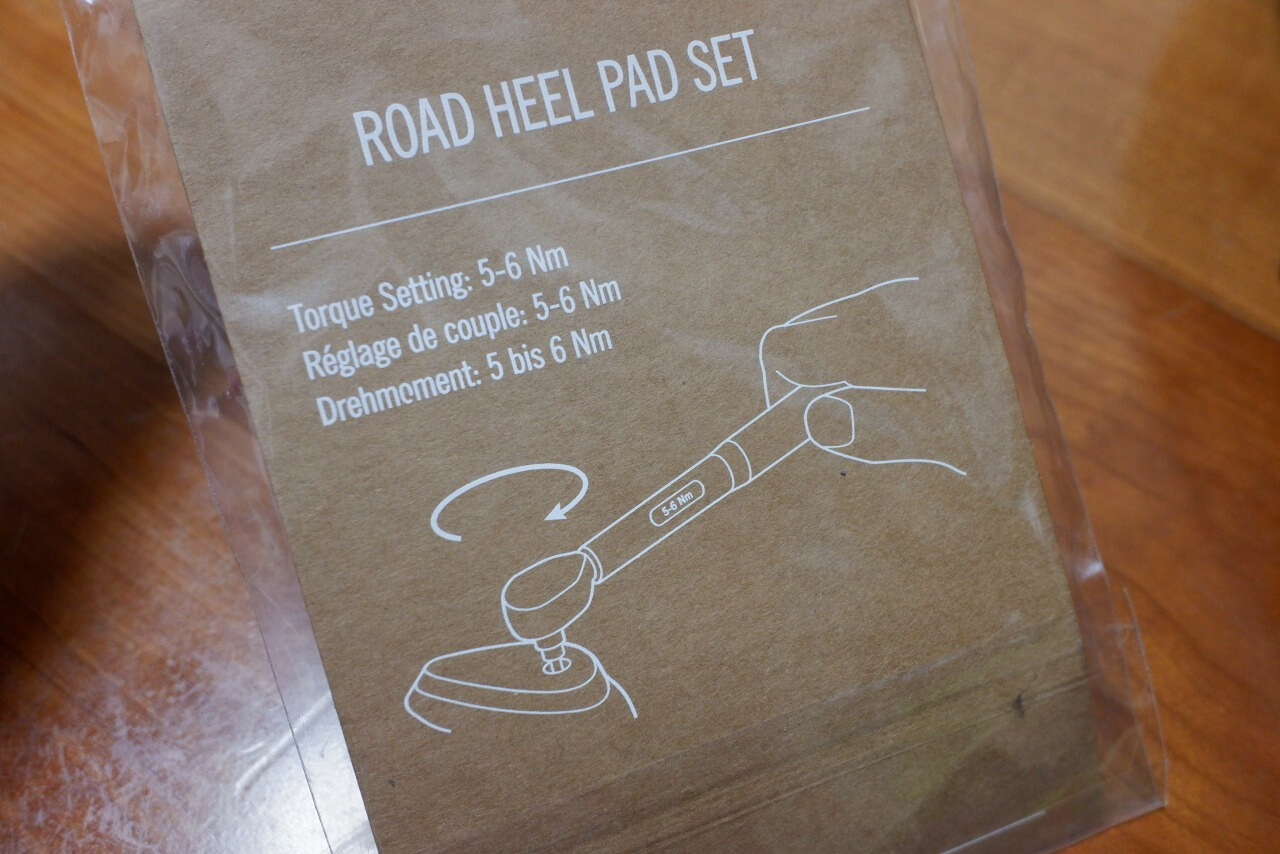 ROAD HEEL PAD SET
Torque Setting: 5-6 Nm
Réglage de couple: 5-6 Nm
Drehmoment: 5 bis 6 Nm
5-6 Nm